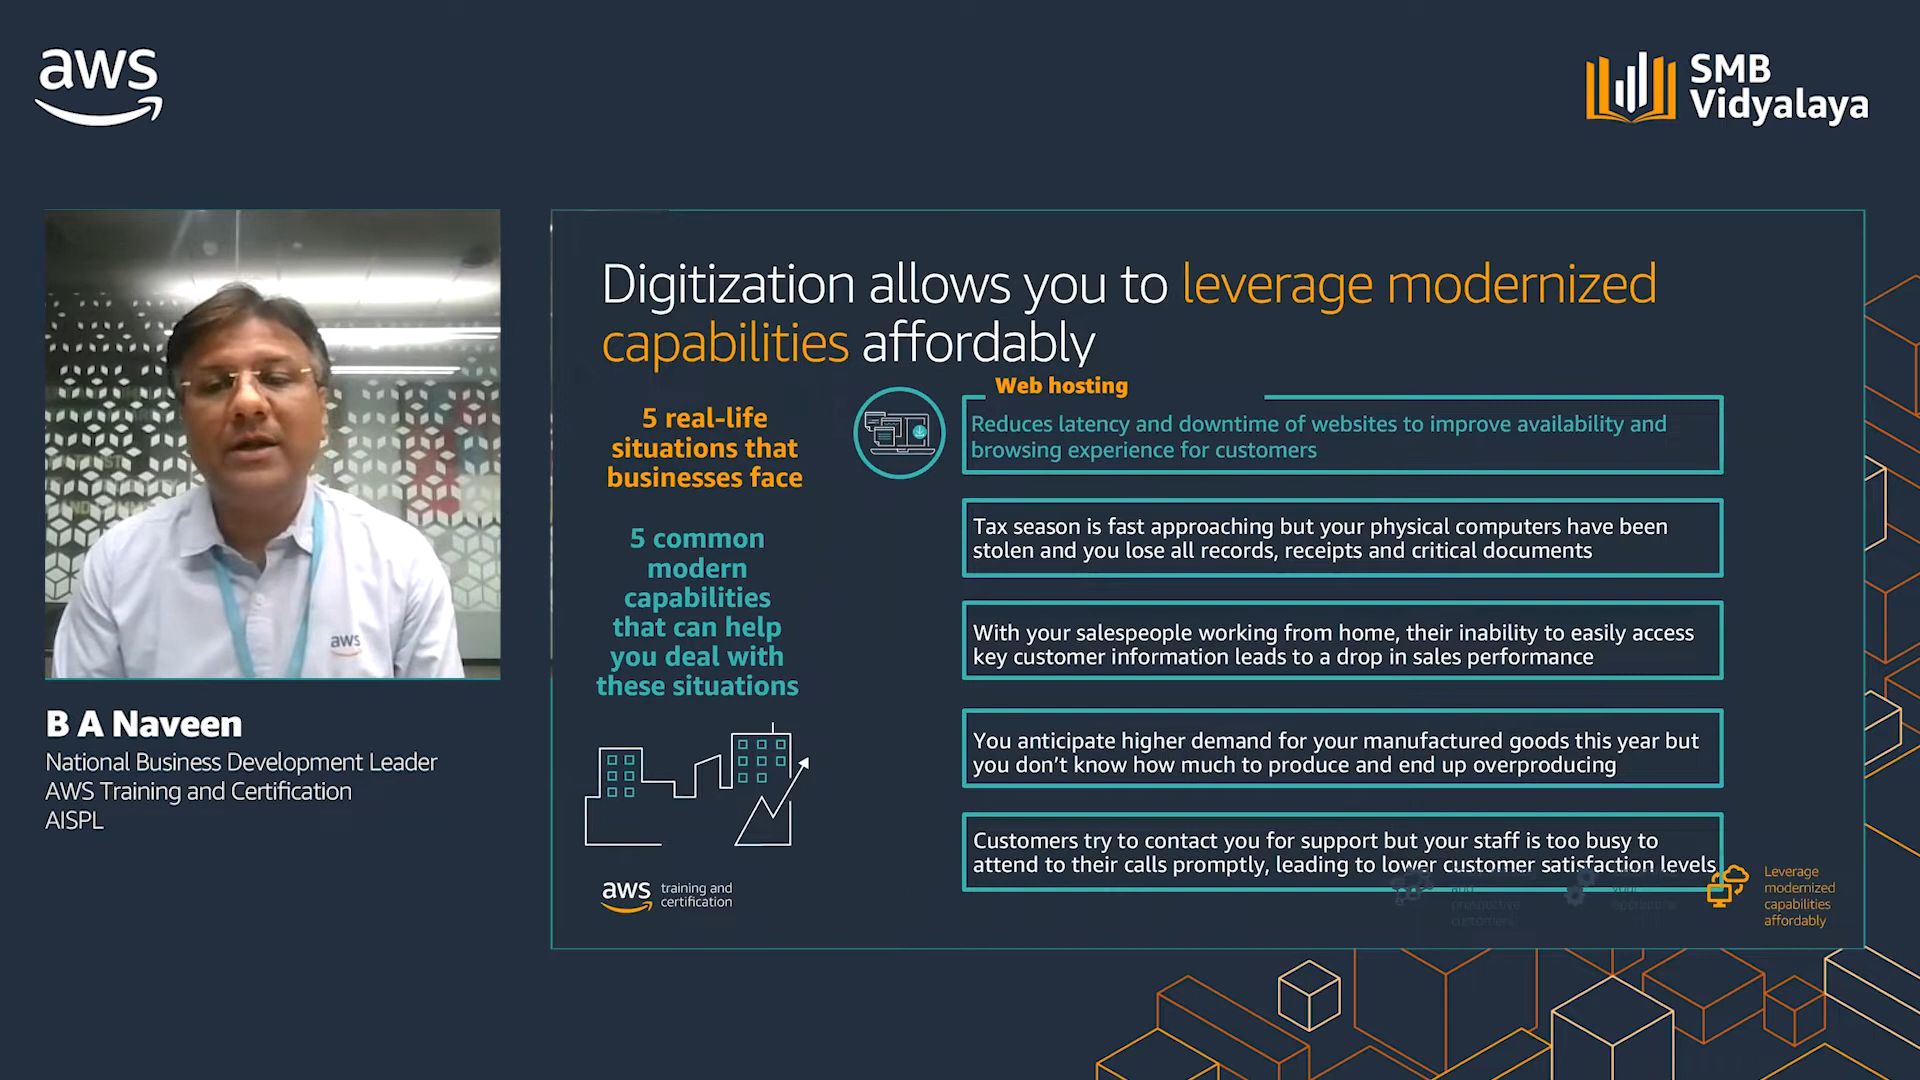 aws
SMB
Vidyalaya
Digitization allows you to leverage modernized
capabilities affordably
5 real-life
situations that
businesses face
5 common
modern
capabilities
that can help
you deal with
these situations
Web hosting
Reduces latency and downtime of websites to improve availability and
browsing experience for customers
Tax season is fast approaching but your physical computers have been
stolen and you lose all records, receipts and critical documents
With your salespeople working from home, their inability to easily access
key customer information leads to a drop in sales performance
You anticipate higher demand for your manufactured goods this year but
you don’t know how much to produce and end up overproducing
Customers try to contact you for support but your staff is too busy to
attend to their calls promptly, leading to lower customer satisfaction levels
Leverage
modernized
capabilities
affordably
aws training and
certification
aws
B A Naveen
National Business Development Leader
AWS Training and Certification
AISPL